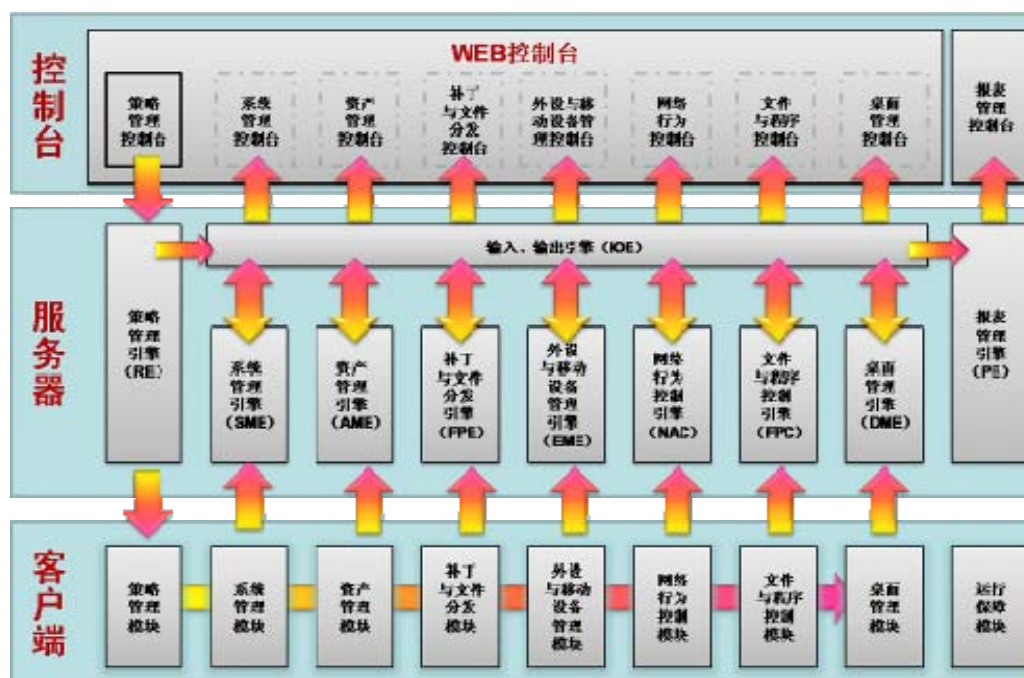 控制台
WEB控制台
策略
管理
控制台
系统
管理
控制台
资产
管理
控制台
补丁
与文件
分发
控制台
外设与移
动设备管
理控制台
网络
行为
控制台
文件
与程序
控制台
桌面
管理
控制台
报表
管理
控制台
服务器
输入、输出引擎（IOE）
策略
管理
引擎
（RE）
系统
管理
引擎
（SME）
资产
管理
引擎
（AME）
补丁
与文件
分发
引擎
（FPE）
外设
与移动
设备
管理
引擎
（EME）
网络
行为
控制
引擎
（NAC）
文件
与程序
控制
引擎
（FPC）
桌面
管理
引擎
（DME）
报表
管理
引擎
（PE）
客户端
策略
管理
模块
系统
管理
模块
资产
管理
模块
补丁
与文件
分发
模块
外设
与移动
设备
管理
模块
网络
行为
控制
模块
文件
与程序
控制
模块
桌面
管理
模块
运行
保障
模块